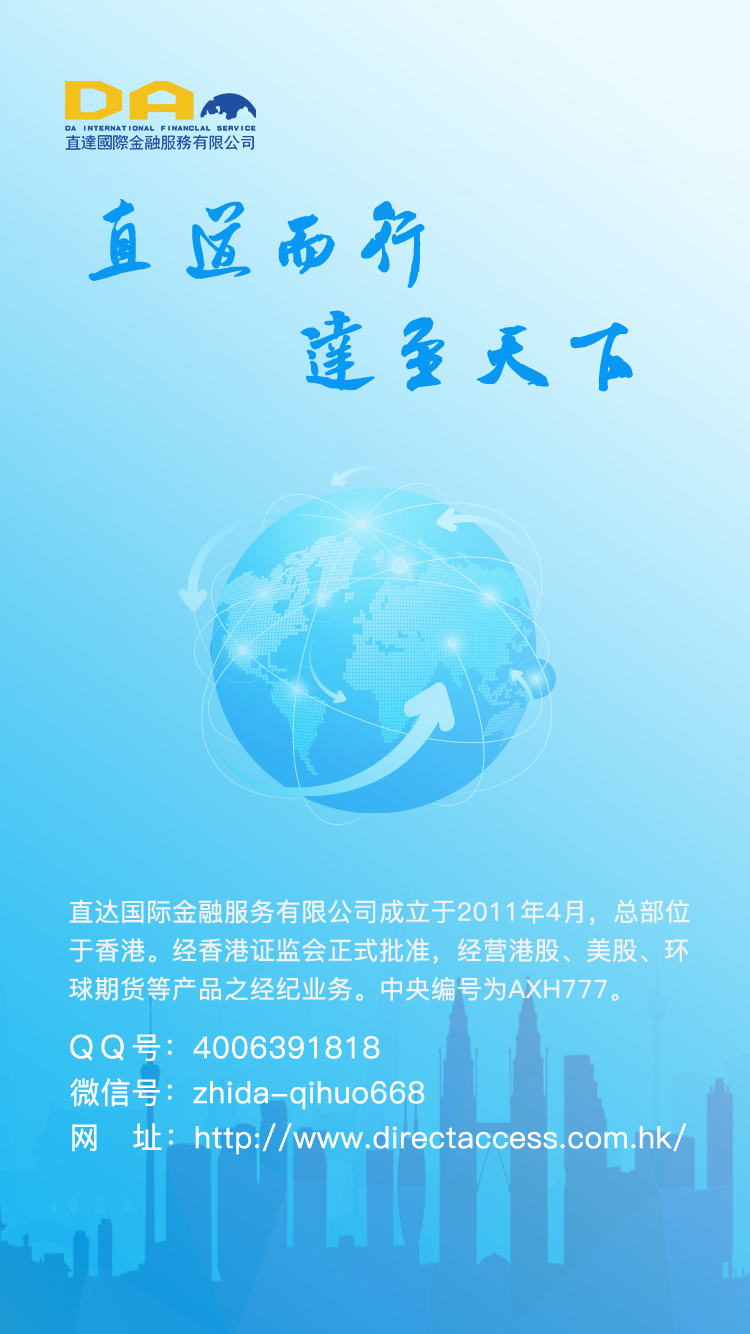 DA
DA INTERNATIONAL FINANCLAL SERVICE
直達國際金融服務有限公司
直道而行
達至天下
直达国际金融服务有限公司成立于2011年4月，总部位
于香港。经香港证监会正式批准，经营港股、美股、环
球期货等产品之经纪业务。中央编号为AXH777。
QQ号：4006391818
微信号：zhida-qihuo668
网 址：http://www.directaccess.com.hk/